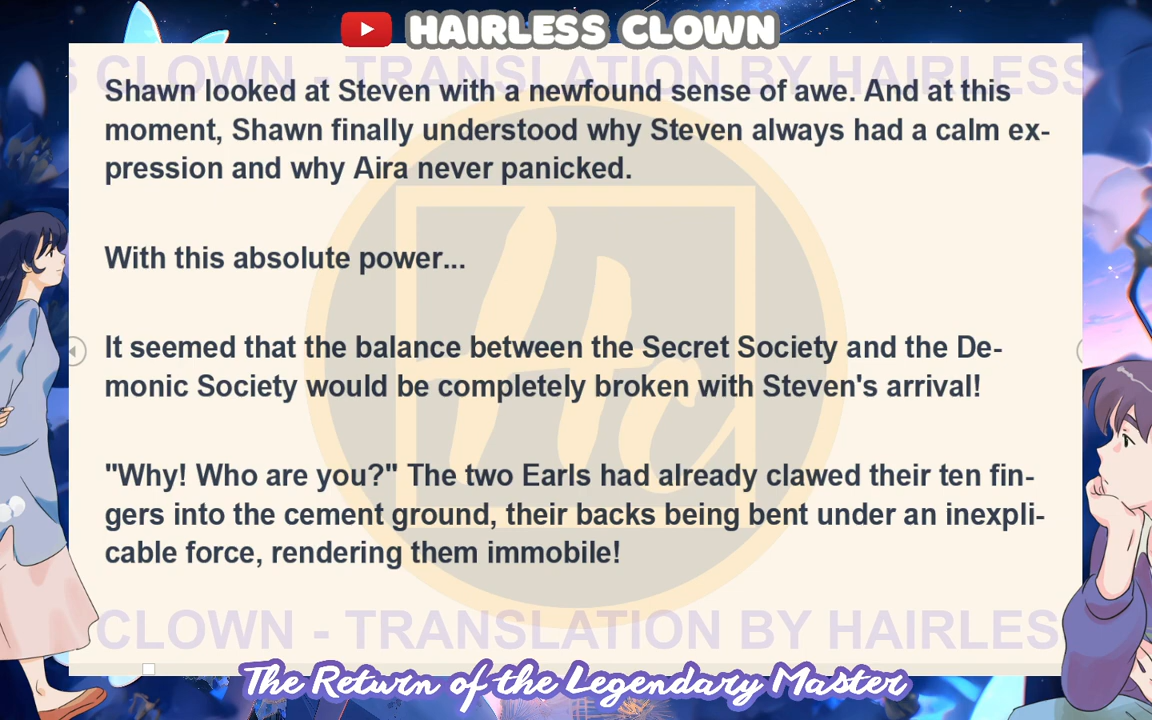 HAIRLESS CLOWN
S CLOWN - TRANSLATION BY HAIRLESS
Shawn looked at Steven with a newfound sense of awe. And at this
moment, Shawn finally understood why Steven always had a calm ex-
pression and why Aira never panicked.
With this absolute power...
It seemed that the balance between the Secret Society and the De-
monic Society would be completely broken with Steven's arrival!
"Why! Who are you?" The two Earls had already clawed their ten fin-
gers into the cement ground, their backs being bent under an inexpli-
cable force, rendering them immobile!
Hc
CLOWN - TRANSLATION BY HAIRLES
The Return of the Legendary Master